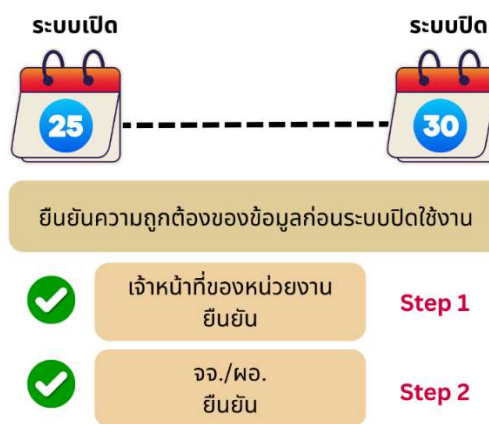 ระบบเปิด
ระบบปิด
25
30
ยืนยันความถูกต้องของข้อมูลก่อนระบบปิดใช้งาน
เจ้าหน้าที่ของหน่วยงาน
ยืนยัน
Step 1
จจ./ผอ.
ยืนยัน
Step 2